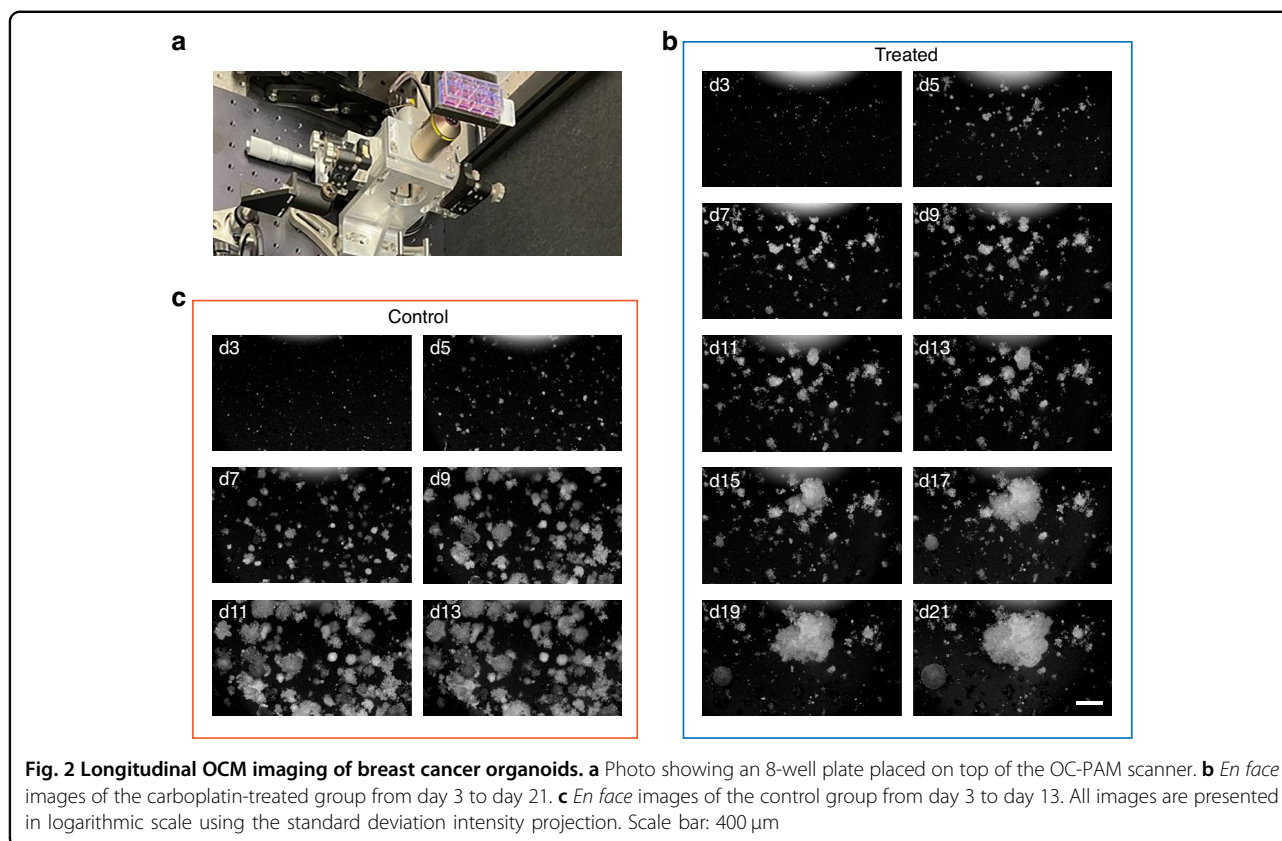 a
b
Treated
d3
d5
d7
d9
d11
d13
d15
d17
d19
d21
c
Control
d3
d5
d7
d9
d11
d13
Fig. 2 Longitudinal OCM imaging of breast cancer organoids. a Photo showing an 8-well plate placed on top of the OC-PAM scanner. b En face
images of the carboplatin-treated group from day 3 to day 21. c En face images of the control group from day 3 to day 13. All images are presented
in logarithmic scale using the standard deviation intensity projection. Scale bar: 400 μm